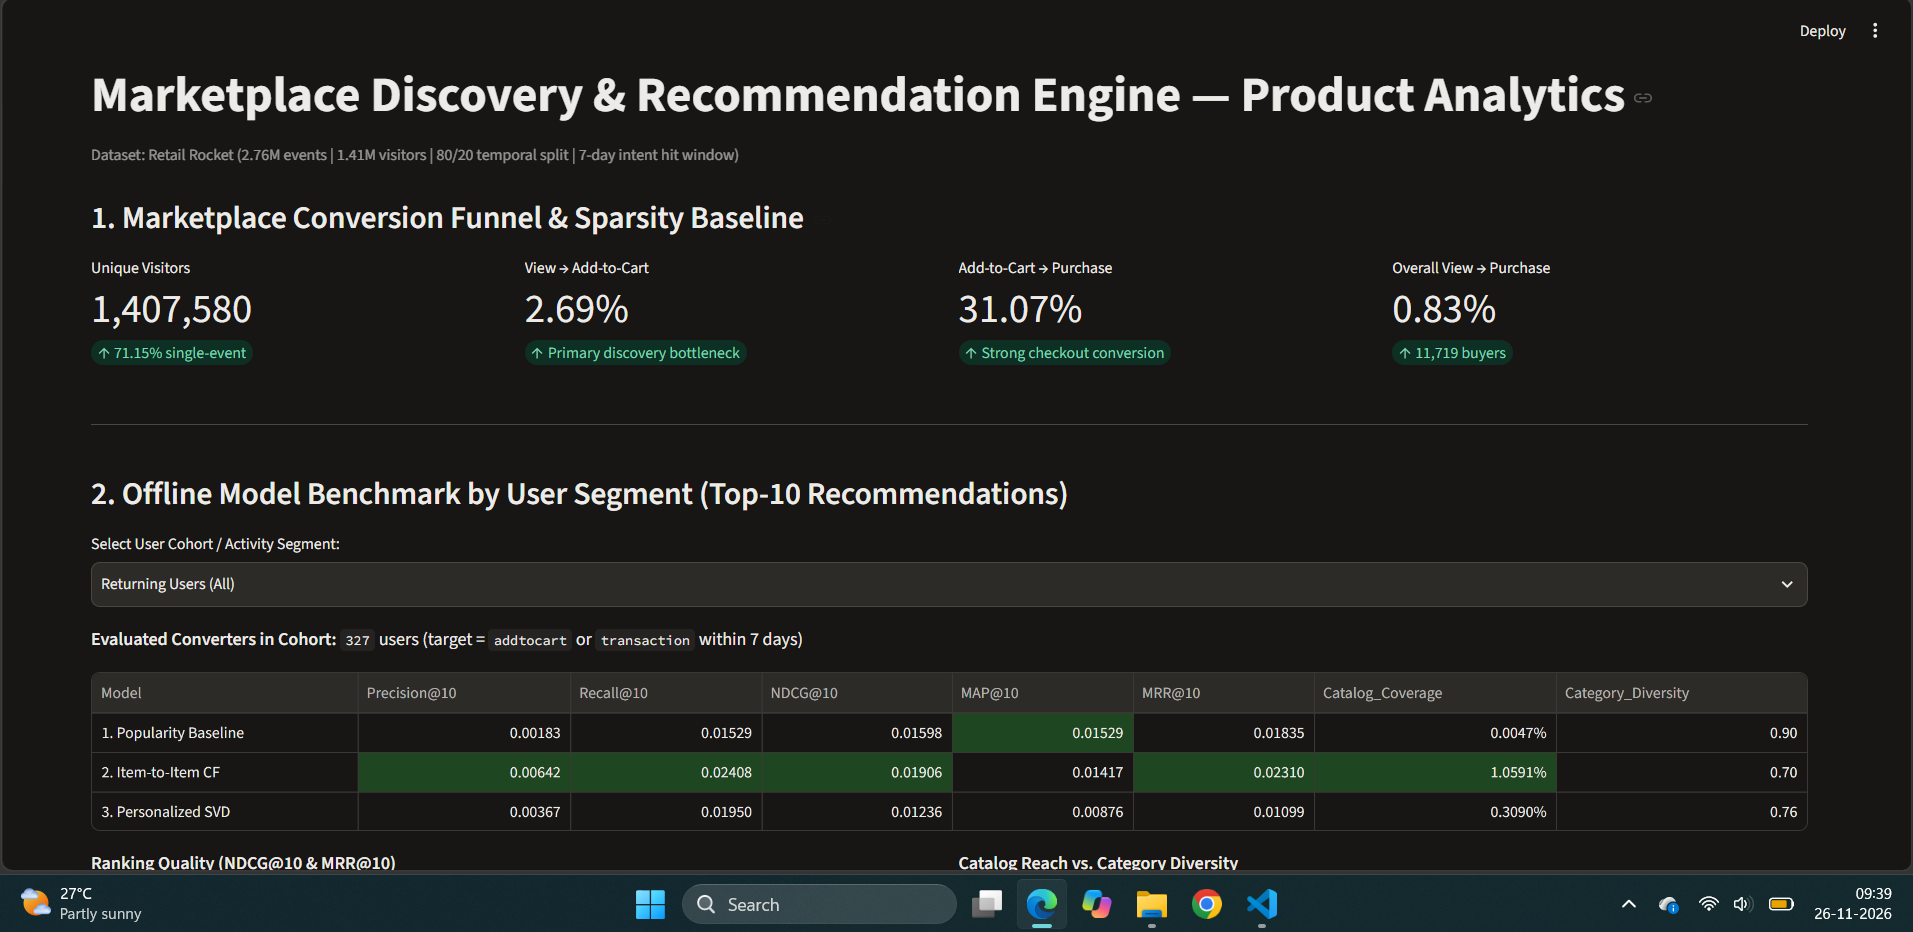 Deploy
Marketplace Discovery & Recommendation Engine — Product Analytics
Dataset: Retail Rocket (2.76M events | 1.41M visitors | 80/20 temporal split | 7-day intent hit window)
1. Marketplace Conversion Funnel & Sparsity Baseline
Unique Visitors View → Add-to-Cart Add-to-Cart → Purchase Overall View → Purchase
1,407,580 2.69% 31.07% 0.83%
↑ 71.15% single-event ↑ Primary discovery bottleneck ↑ Strong checkout conversion ↑ 11,719 buyers
2. Offline Model Benchmark by User Segment (Top-10 Recommendations)
Select User Cohort / Activity Segment:
Returning Users (All)
Evaluated Converters in Cohort: 327 users (target = addtocart or transaction within 7 days)
Model Precision@10 Recall@10 NDCG@10 MAP@10 MRR@10 Catalog_Coverage Category_Diversity
1. Popularity Baseline 0.00183 0.01529 0.01598 0.01529 0.01835 0.0047% 0.90
2. Item-to-Item CF 0.00642 0.02408 0.01906 0.01417 0.02310 1.0591% 0.70
3. Personalized SVD 0.00367 0.01950 0.01236 0.00876 0.01099 0.3090% 0.76
Ranking Quality (NDCG@10 & MRR@10) Catalog Reach vs. Category Diversity
27°C
Partly sunny
Search
09:39
26-11-2026